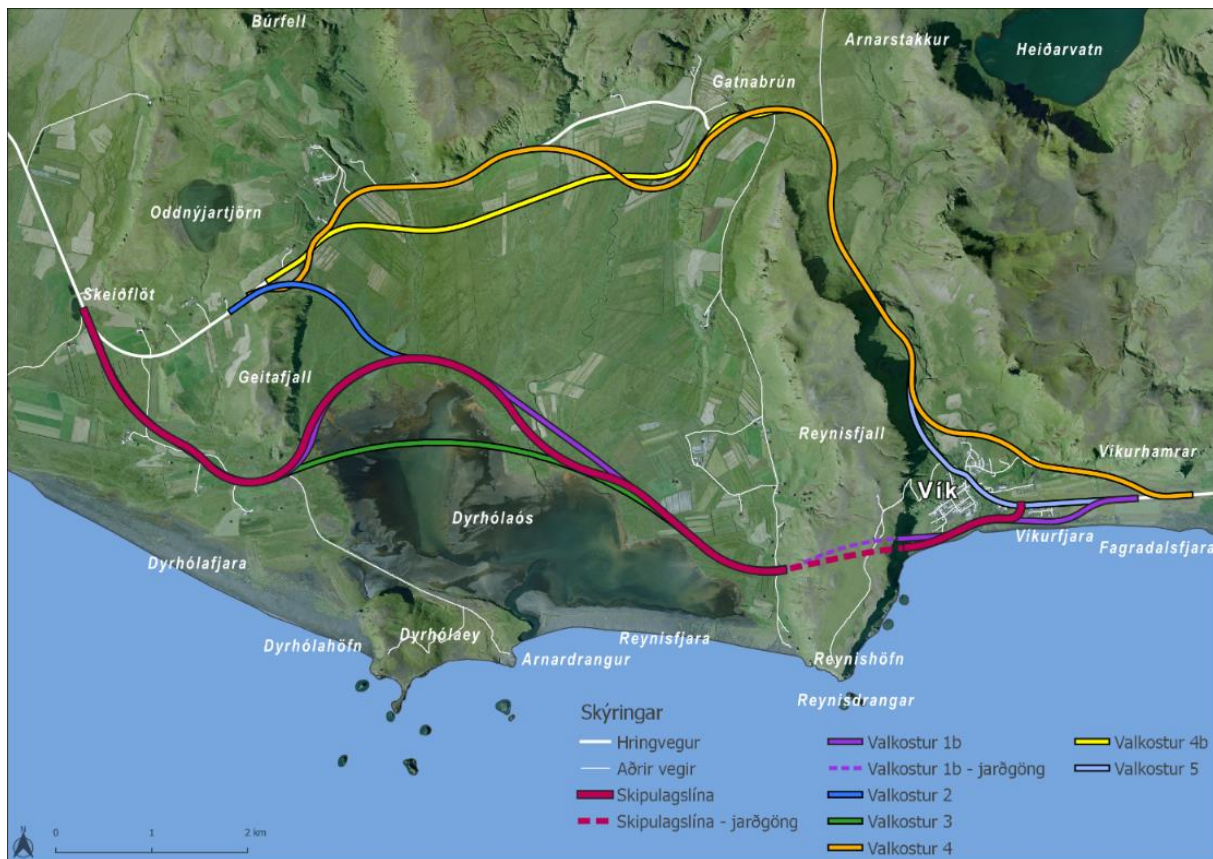 Búrfell
Arnarstakkur
Heiðarvatn
Gatnabrún
Oddnýjartjörn
Skeiðflöt
Geitafjall
Reynisfjall
Víkurhamrar
Vík
Dyrhólaós
Víkurfjara
Fagradalsfjara
Dyrhólafjara
Dyrhólahöfn
Dyrhólaey
Arnardrangur
Reynisfjara
Reynishöfn
Reynisdrangar
Skýringar
Hringvegur
Aðrir vegir
Skipulagslína
Skipulagslína - jarðgöng
Valkostur 1b
Valkostur 1b - jarðgöng
Valkostur 2
Valkostur 3
Valkostur 4
Valkostur 4b
Valkostur 5
N
0 1 2 km